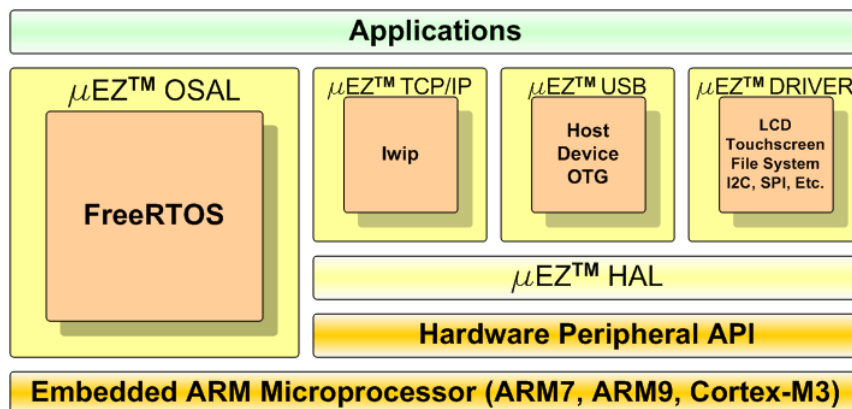 Applications
μEZ™ OSAL
FreeRTOS
μEZ™ TCP/IP
lwip
μEZ™ USB
Host
Device
OTG
μEZ™ DRIVER
LCD
Touchscreen
File System
I2C, SPI, Etc.
μEZ™ HAL
Hardware Peripheral API
Embedded ARM Microprocessor (ARM7, ARM9, Cortex-M3)